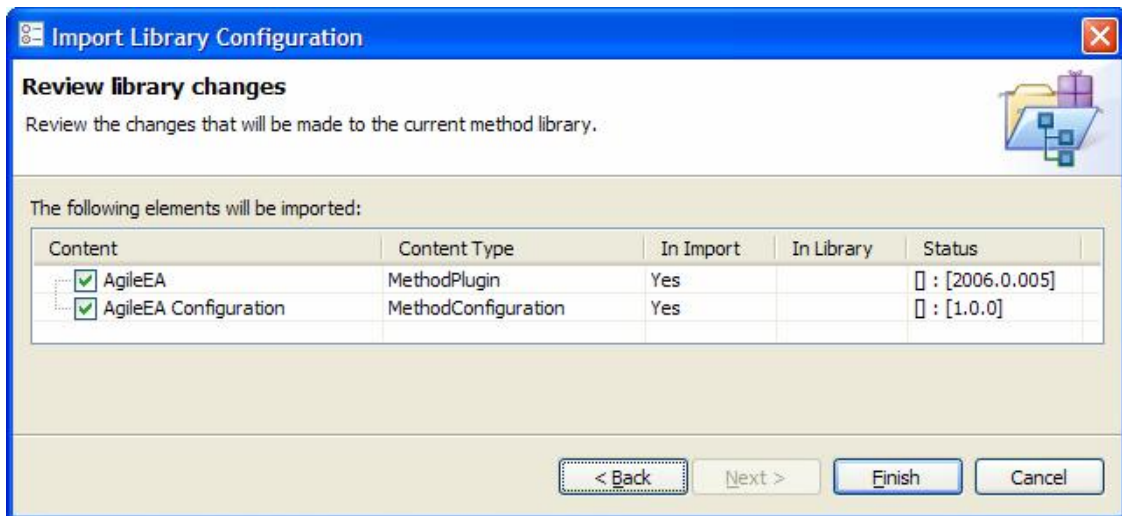 Import Library Configuration
Review library changes
Review the changes that will be made to the current method library.
The following elements will be imported:
Content Content Type In Import In Library Status
AgileEA MethodPlugin Yes [] : [2006.0.005]
AgileEA Configuration MethodConfiguration Yes [] : [1.0.0]
< Back Next > Finish Cancel